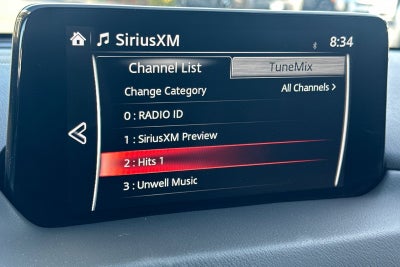 SiriusXM 8:34
Channel List TuneMix
Change Category All Channels >
0 : RADIO ID
1 : SiriusXM Preview
2 : Hits 1
3 : Unwell Music